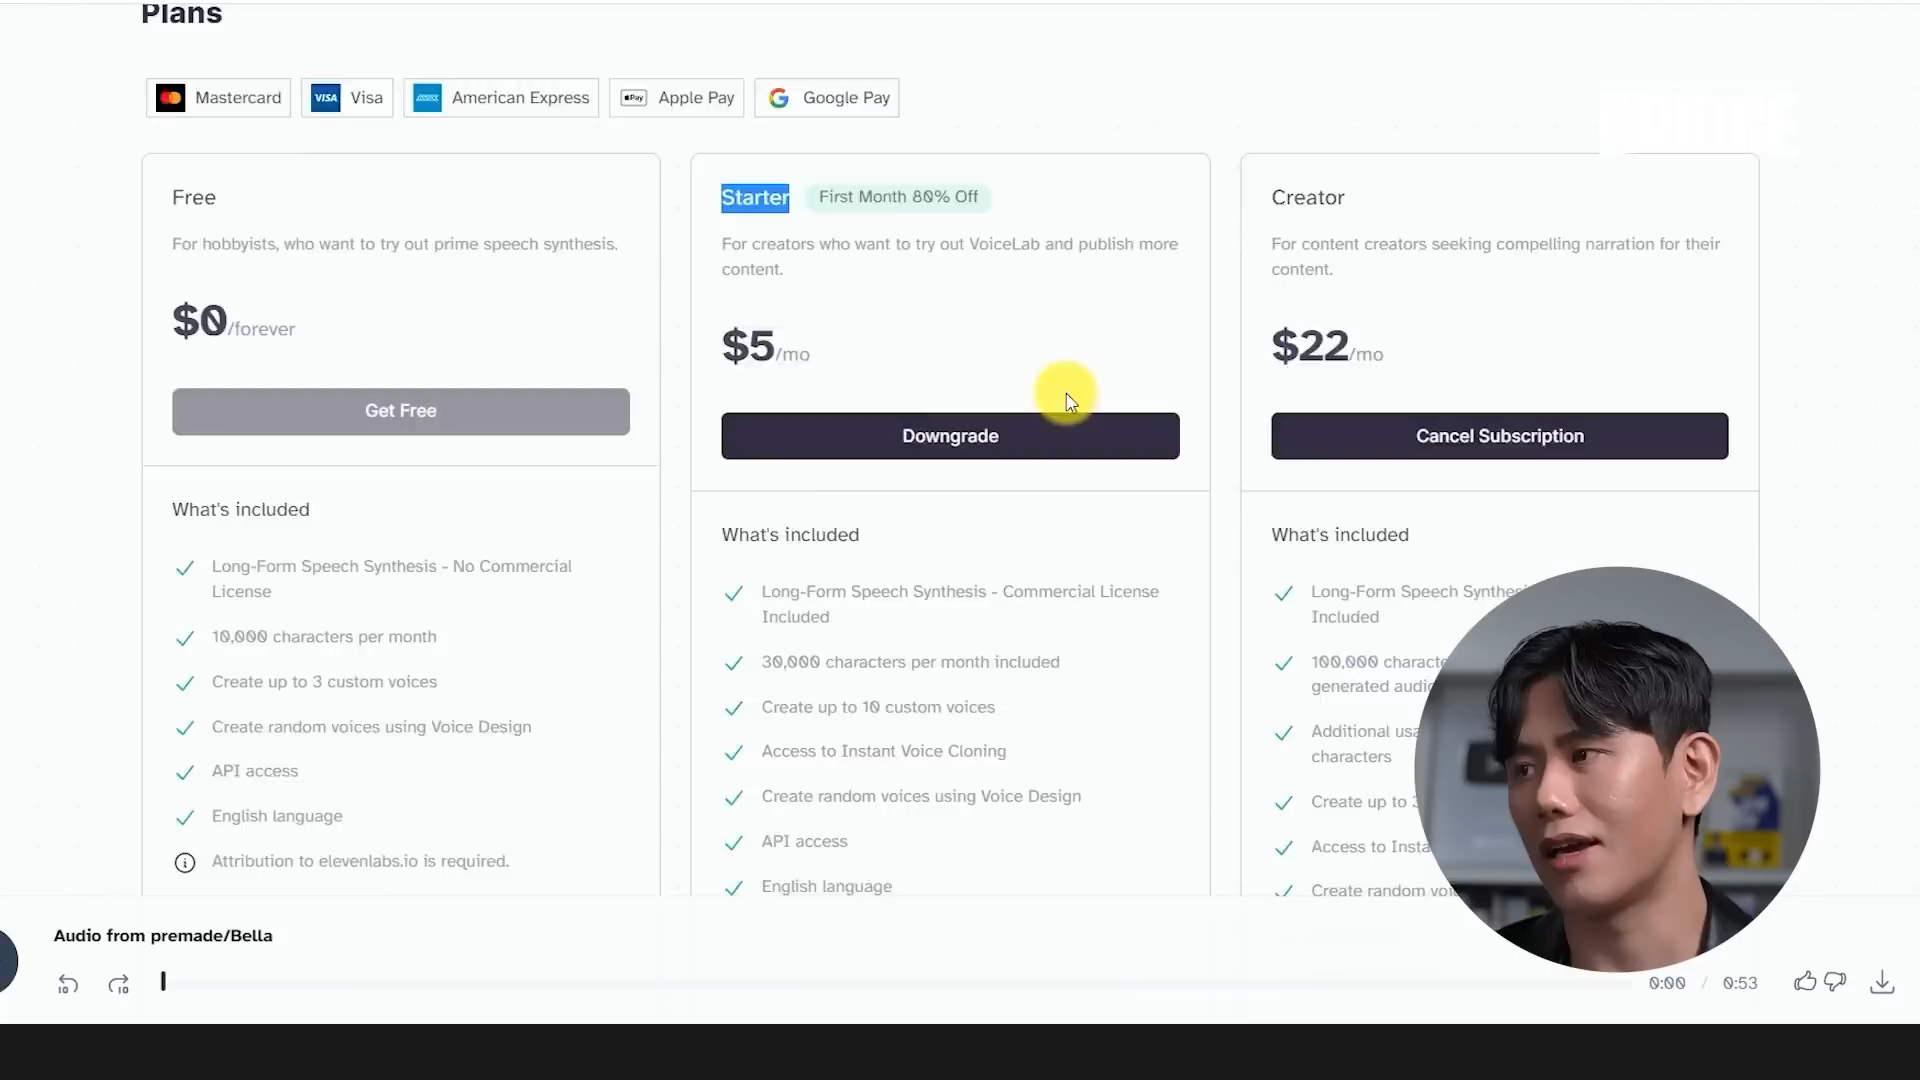 Plans
Mastercard
VISA Visa
American Express
Pay Apple Pay
Google Pay
Free
For hobbyists, who want to try out prime speech synthesis.
$0/forever
Get Free
What's included
Long-Form Speech Synthesis - No Commercial
License
10,000 characters per month
Create up to 3 custom voices
Create random voices using Voice Design
API access
English language
Attribution to elevenlabs.io is required.
Starter First Month 80% Off
For creators who want to try out VoiceLab and publish more
content.
$5/mo
Downgrade
What's included
Long-Form Speech Synthesis - Commercial License
Included
30,000 characters per month included
Create up to 10 custom voices
Access to Instant Voice Cloning
Create random voices using Voice Design
API access
English language
Creator
For content creators seeking compelling narration for their
content.
$22/mo
Cancel Subscription
What's included
Long-Form Speech
Included
100,000
generated
Additional
characters
Create up to
Access to
Create random
Audio from premade/Bella
10
10
0:00 / 0:53